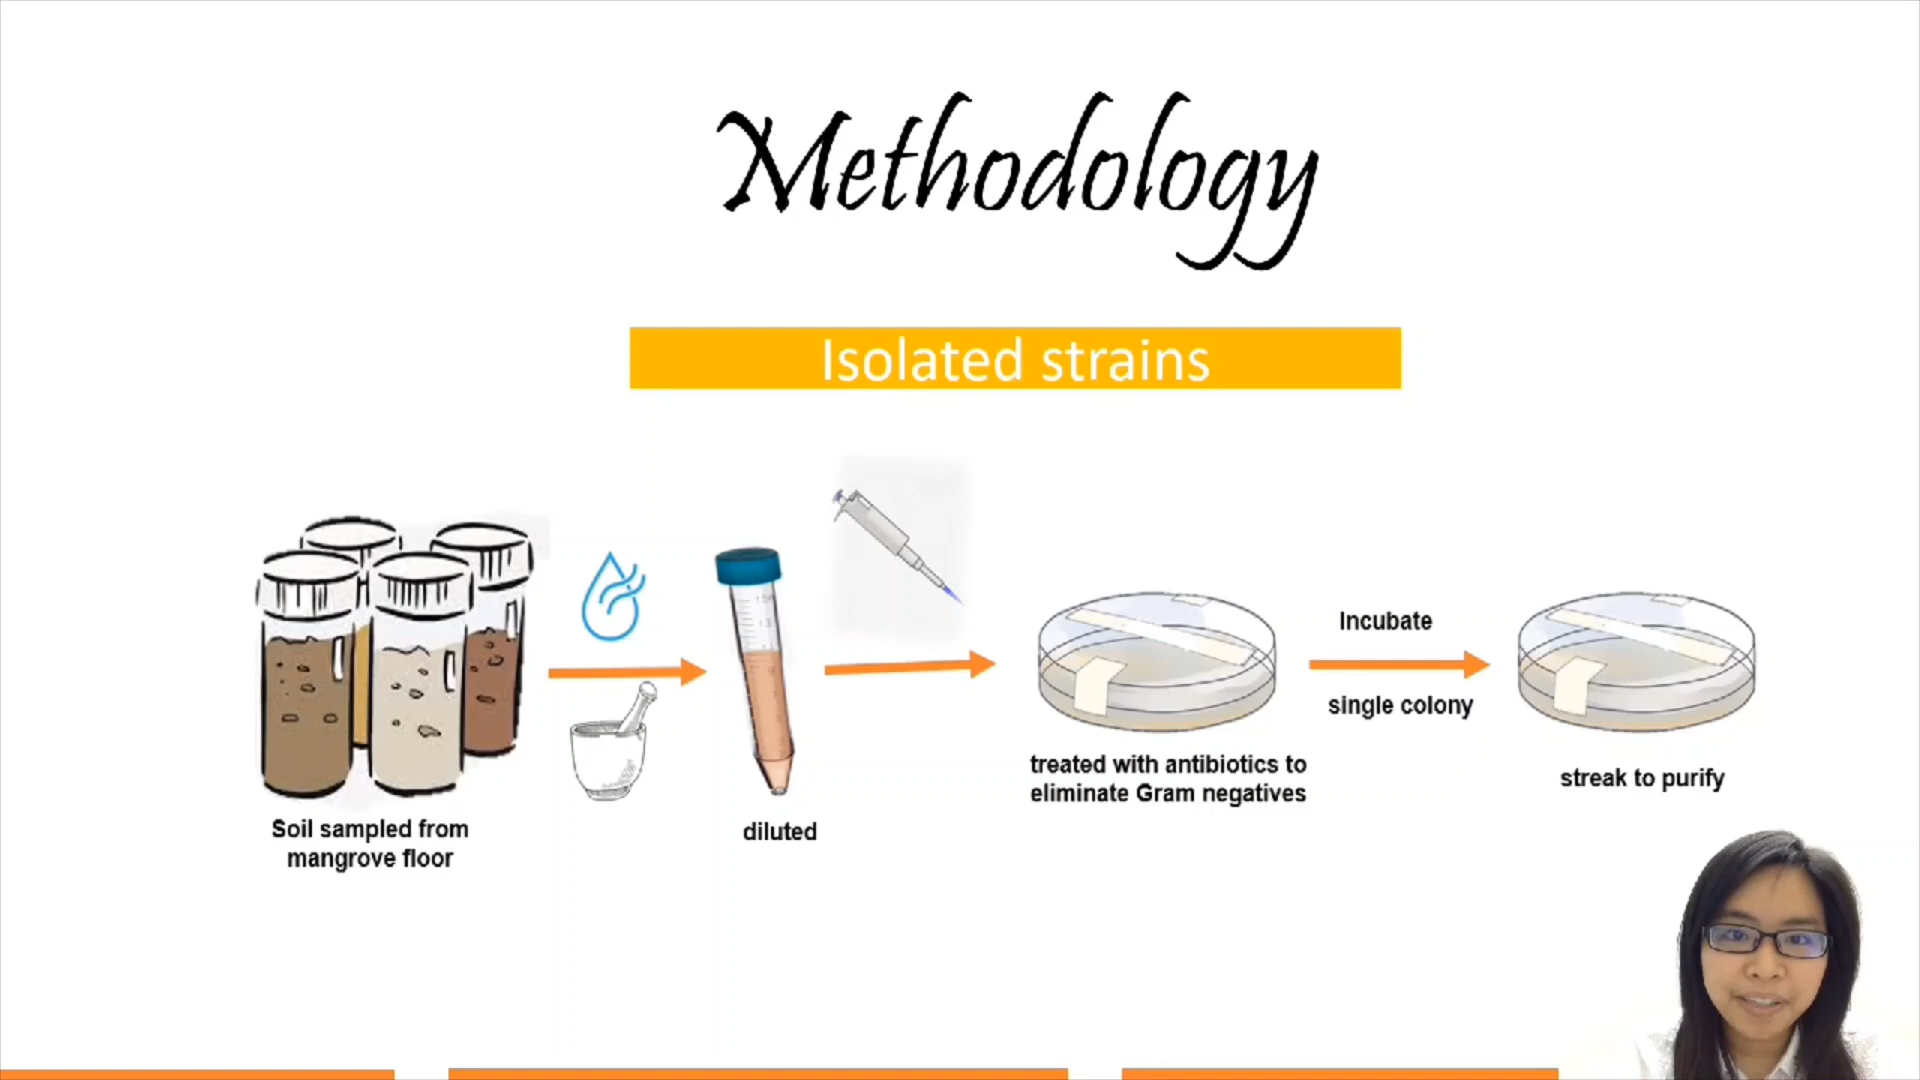 Methodology
Isolated strains
Incubate
single colony
treated with antibiotics to
eliminate Gram negatives
streak to purify
Soil sampled from
mangrove floor
diluted